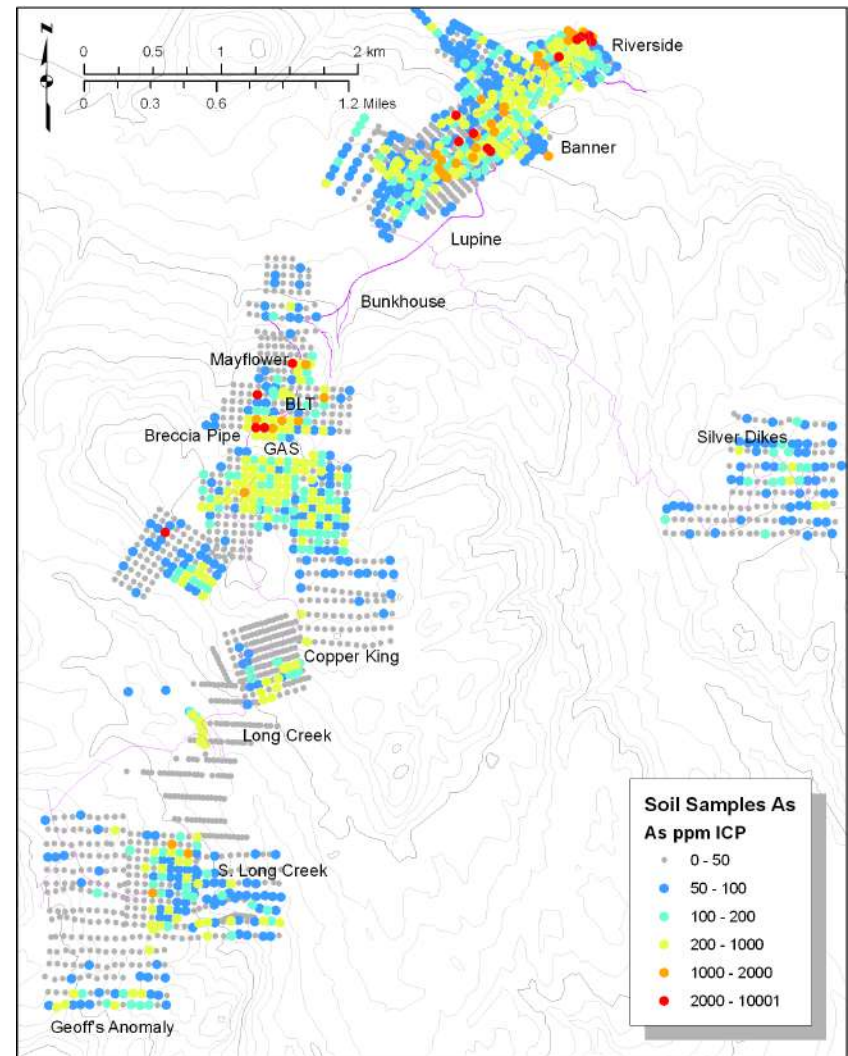 Riverside
N
0 0.5 1 2 km
0 0.3 0.6 1.2 Miles
Banner
Lupine
Bunkhouse
Mayflower
BLT
Breccia Pipe
GAS
Silver Dikes
Copper King
Long Creek
S. Long Creek
Geoff's Anomaly
Soil Samples As
As ppm ICP
0 - 50
50 - 100
100 - 200
200 - 1000
1000 - 2000
2000 - 10001